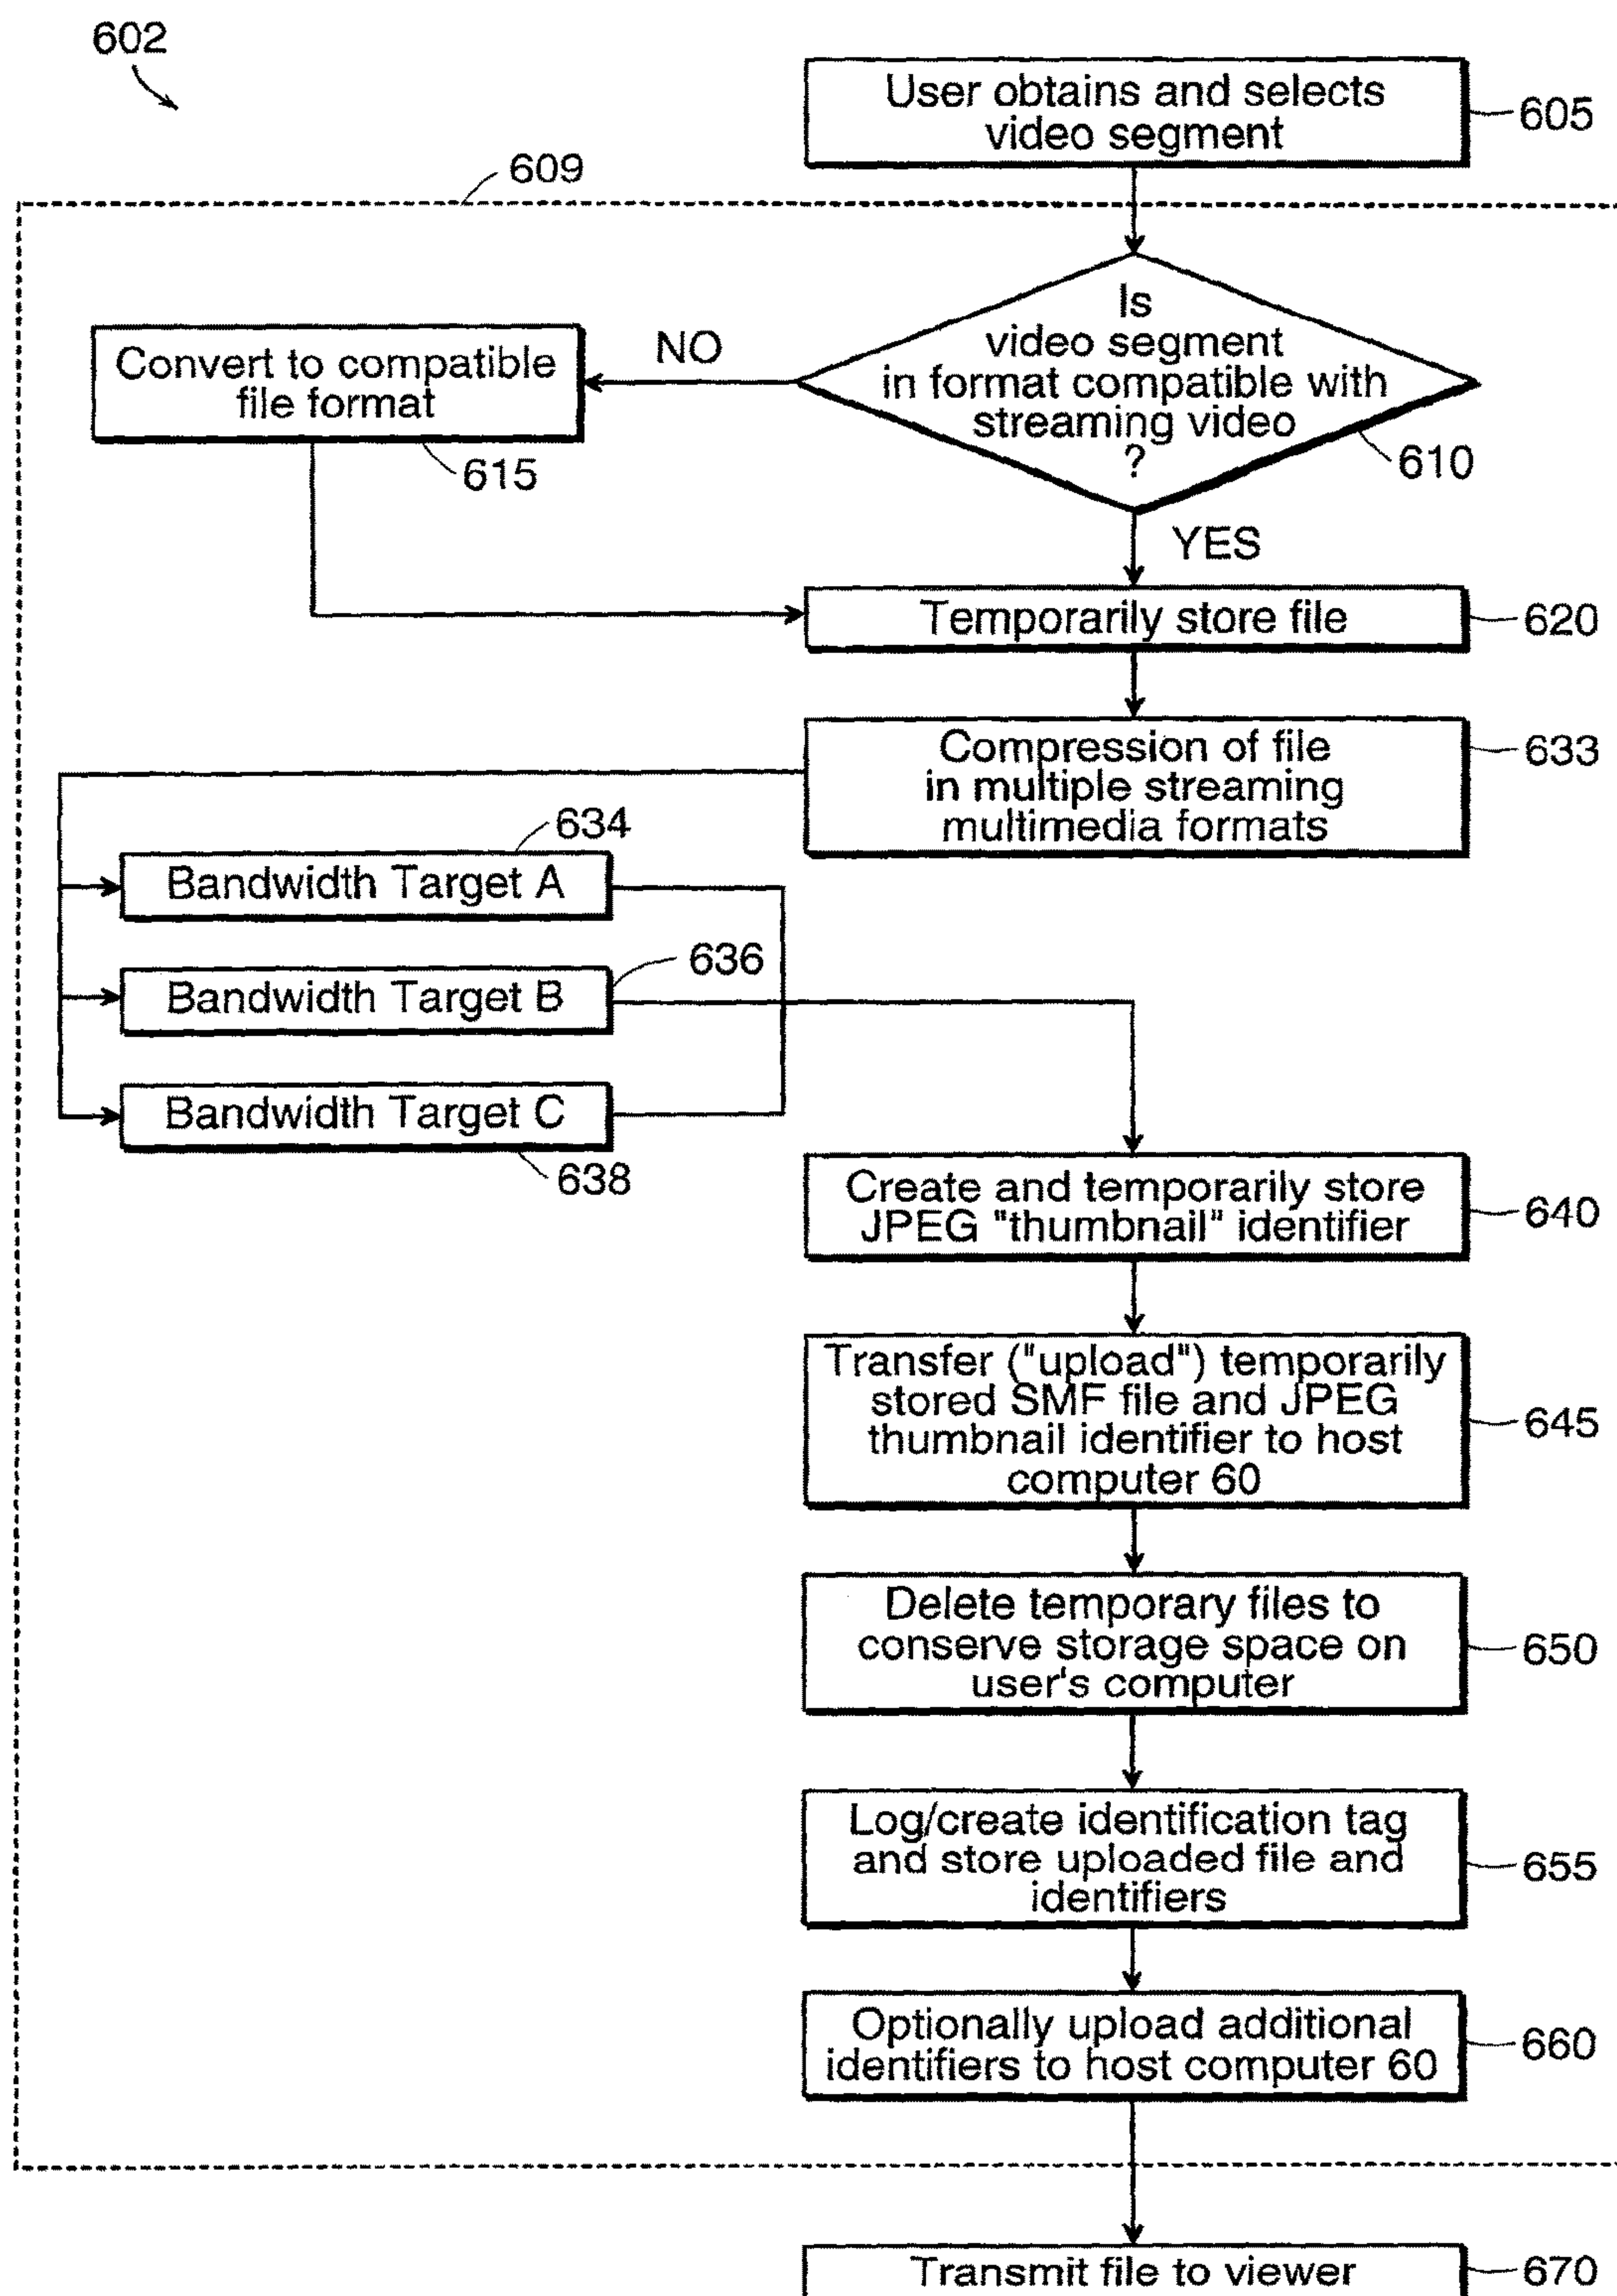 602
User obtains and selects
video segment
605
609
Is
video segment
in format compatible with
streaming video
?
610
NO
Convert to compatible
file format
615
YES
Temporarily store file
620
Compression of file
in multiple streaming
multimedia formats
633
634
Bandwidth Target A
636
Bandwidth Target B
Bandwidth Target C
638
Create and temporarily store
JPEG "thumbnail" identifier
640
Transfer ("upload") temporarily
stored SMF file and JPEG
thumbnail identifier to host
computer 60
645
Delete temporary files to
conserve storage space on
user's computer
650
Log/create identification tag
and store uploaded file and
identifiers
655
Optionally upload additional
identifiers to host computer 60
660
Transmit file to viewer
670